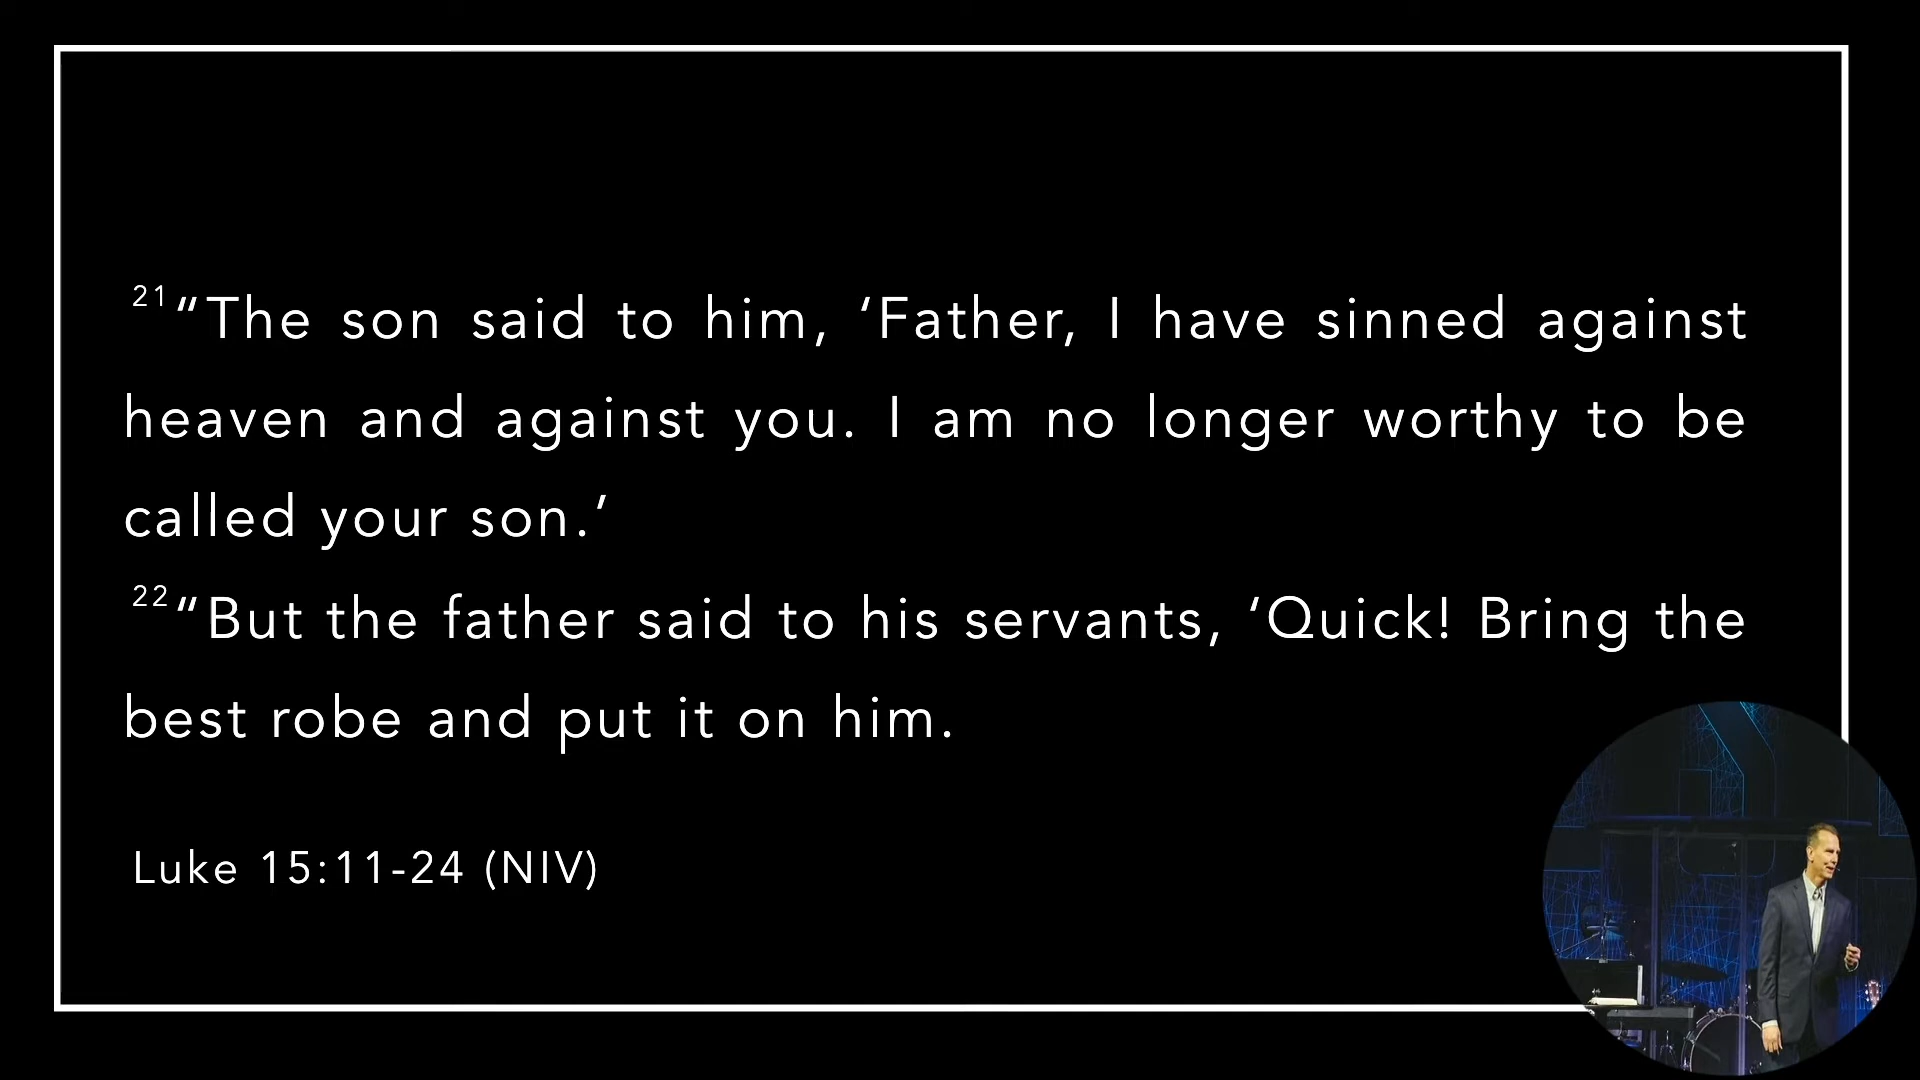 21“The son said to him, ‘Father, I have sinned against
heaven and against you. I am no longer worthy to be
called your son.’
22“But the father said to his servants, ‘Quick! Bring the
best robe and put it on him.
Luke 15:11-24 (NIV)